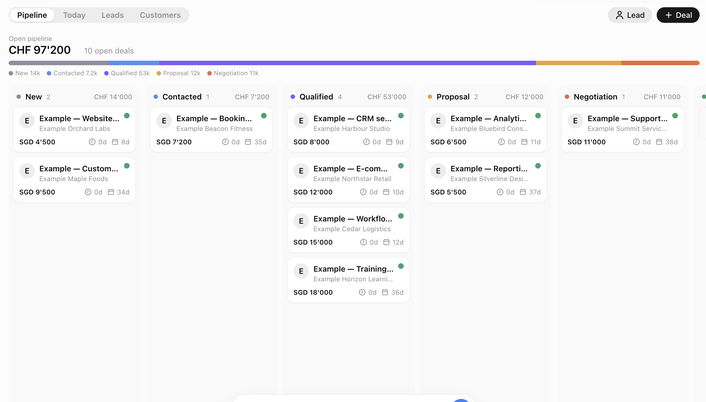 Pipeline Today Leads Customers
Lead
Deal
Open pipeline
CHF 97'200 10 open deals
New 14k Contacted 7.2k Qualified 53k Proposal 12k Negotiation 11k
New 2 CHF 14'000
E Example — Website...
Example Orchard Labs
SGD 4'500 0d 8d
E Example — Custom...
Example Maple Foods
SGD 9'500 0d 34d
Contacted 1 CHF 7'200
E Example — Bookin...
Example Beacon Fitness
SGD 7'200 0d 35d
Qualified 4 CHF 53'000
E Example — CRM se...
Example Harbour Studio
SGD 8'000 0d 9d
E Example — E-com...
Example Northstar Retail
SGD 12'000 0d 10d
E Example — Workflo...
Example Cedar Logistics
SGD 15'000 0d 12d
E Example — Training...
Example Horizon Learni...
SGD 18'000 0d 36d
Proposal 2 CHF 12'000
E Example — Analyti...
Example Bluebird Cons...
SGD 6'500 0d 11d
E Example — Reporti...
Example Silverline Desi...
SGD 5'500 0d 37d
Negotiation 1 CHF 11'000
E Example — Support...
Example Summit Servic...
SGD 11'000 0d 38d